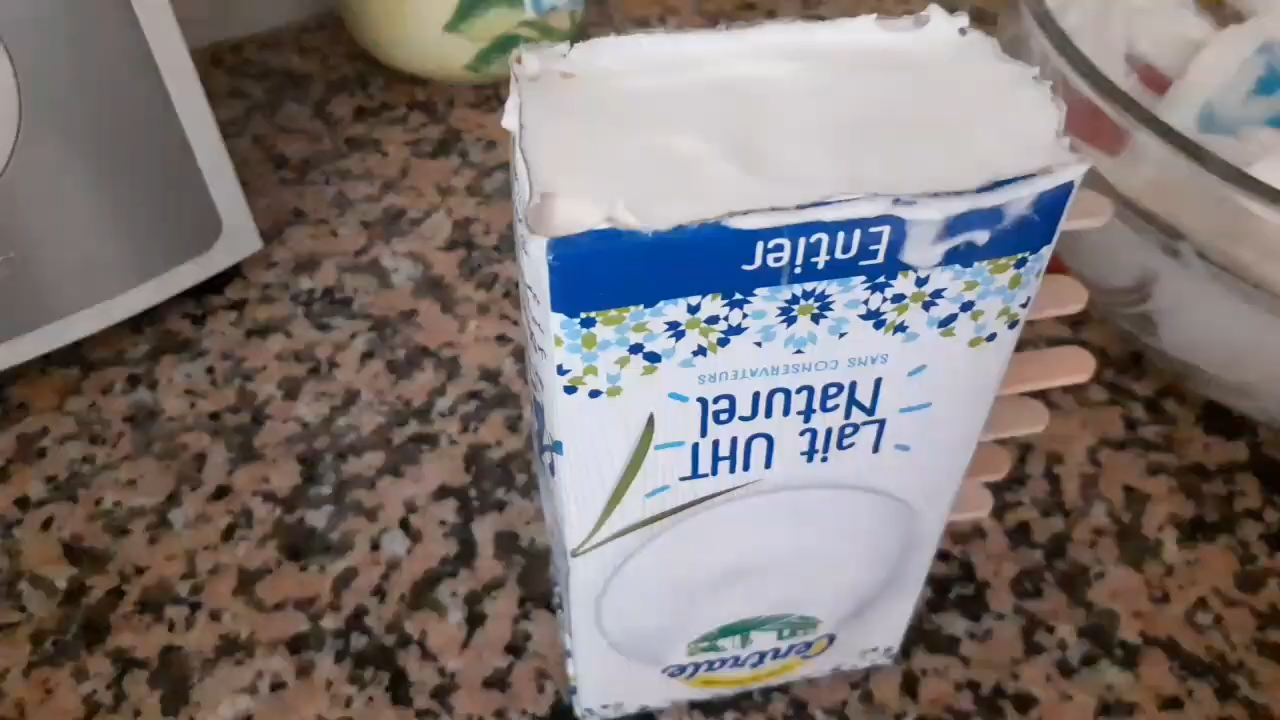 Centrale
Lait UHT
Naturel
SANS CONSERVATEURS
Entier